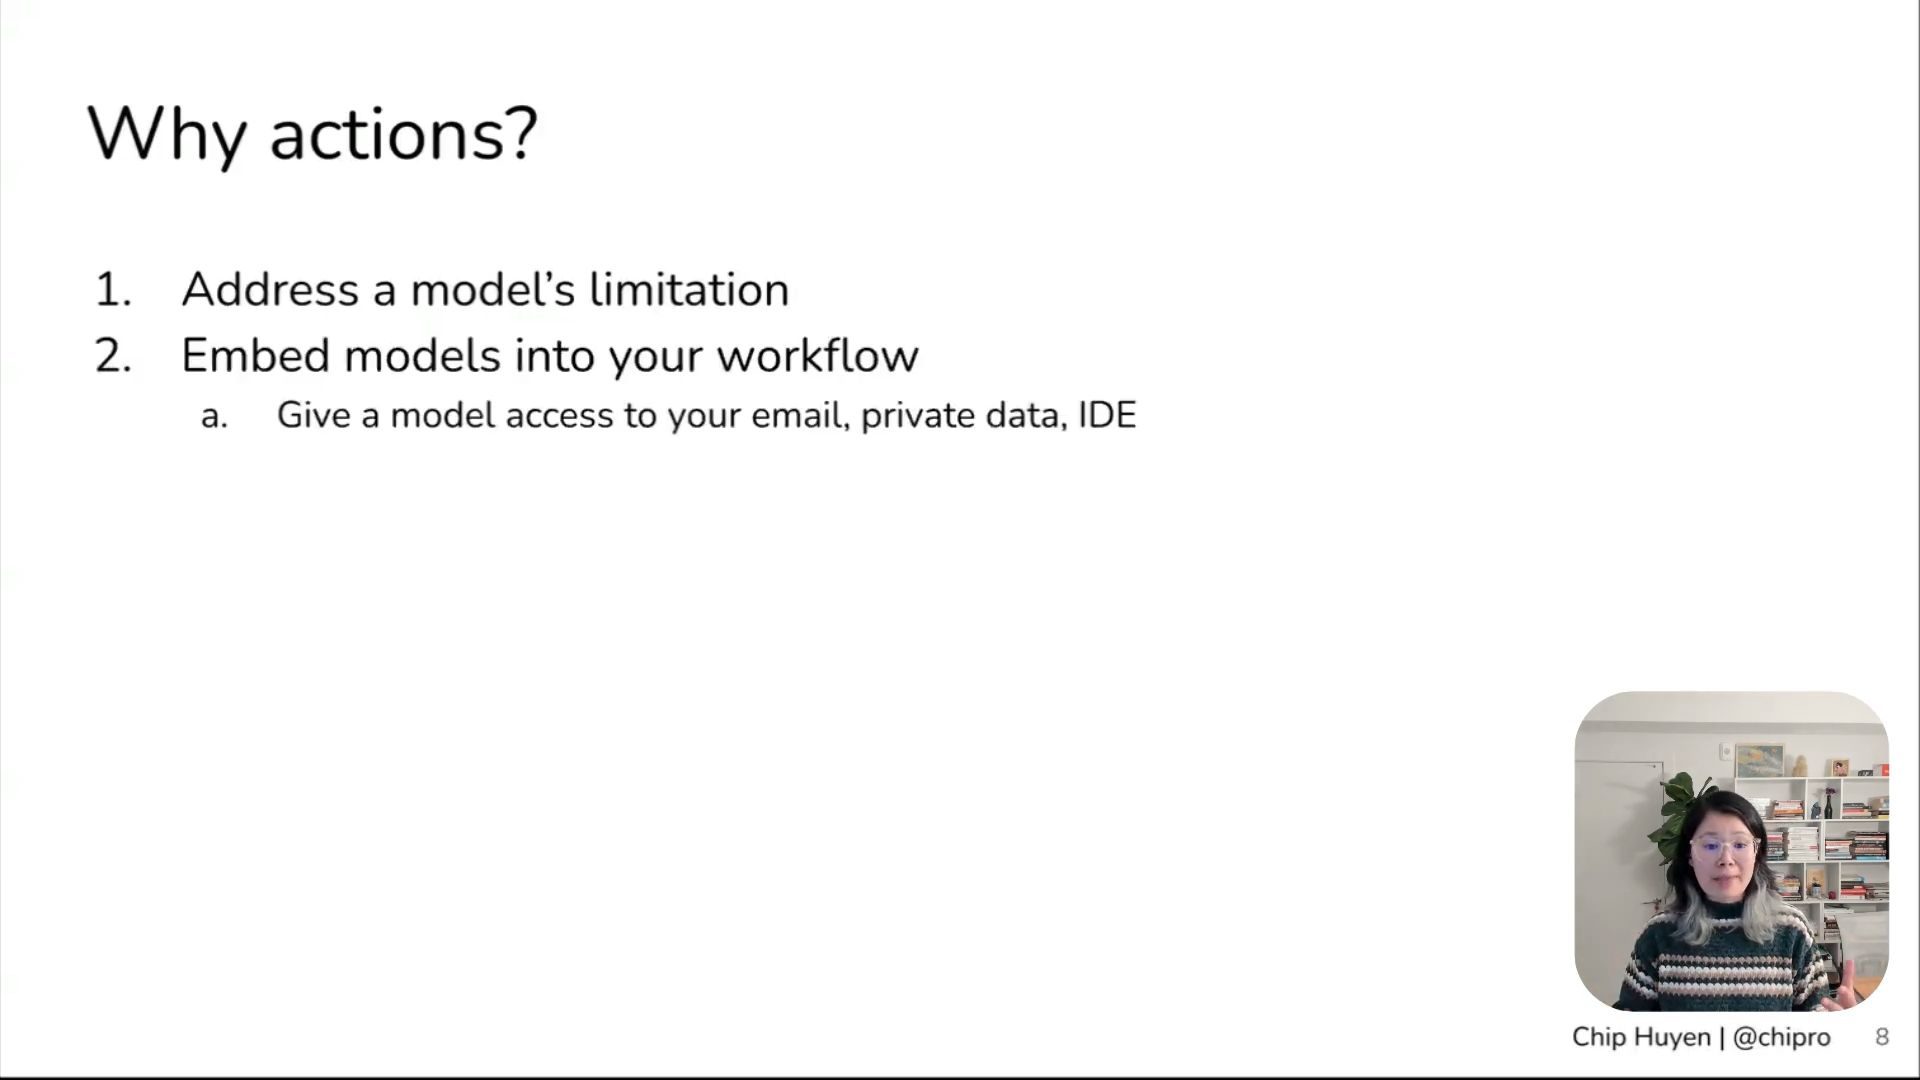 Why actions?
1. Address a model’s limitation
2. Embed models into your workflow
a. Give a model access to your email, private data, IDE
Chip Huyen | @chipro 8